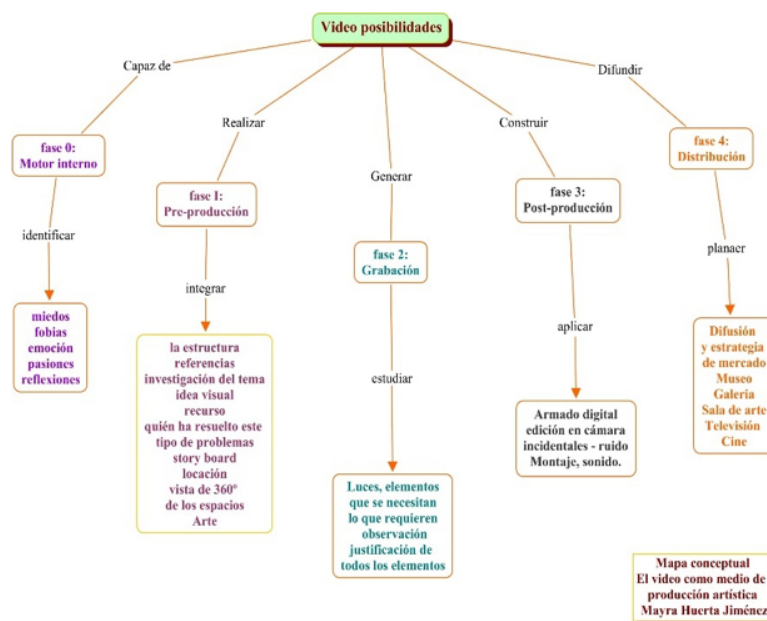 Video posibilidades
Capaz de
fase 0:
Motor interno
identificar
miedos
fobias
emoción
pasiones
reflexiones
Realizar
fase I:
Pre-producción
integrar
la estructura
referencias
investigación del tema
idea visual
recurso
quién ha resuelto este
tipo de problemas
story board
locación
vista de 360º
de los espacios
Arte
Generar
fase 2:
Grabación
estudiar
Luces, elementos
que se necesitan
lo que requieren
observación
justificación de
todos los elementos
Construir
fase 3:
Post-producción
aplicar
Armado digital
edición en cámara
incidentales - ruido
Montaje, sonido.
Difundir
fase 4:
Distribución
planaer
Difusión
y estrategia
de mercado
Museo
Galería
Sala de arte
Televisión
Cine
Mapa conceptual
El video como medio de
producción artística
Mayra Huerta Jiménez